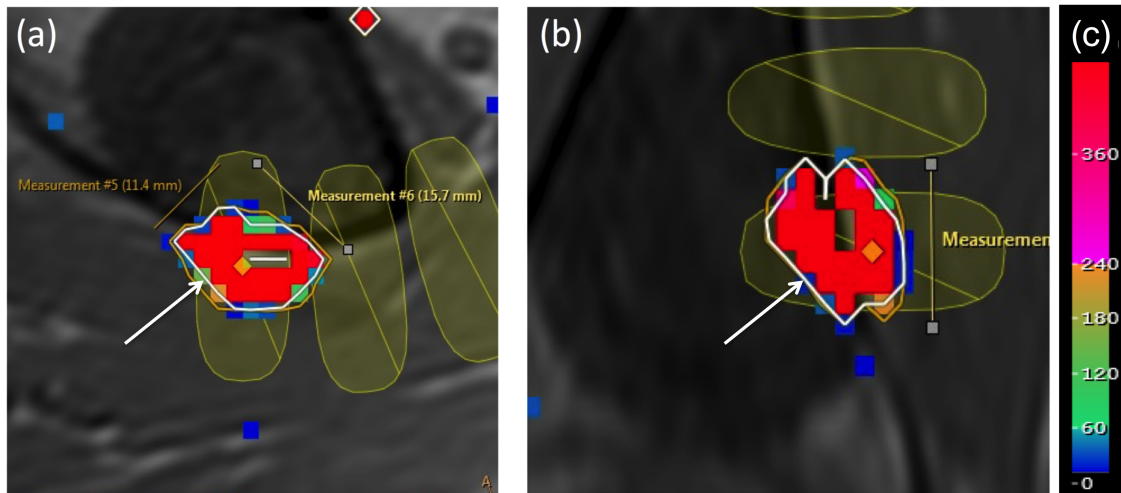 (a)
Measurement #5 (11.4 mm)
Measurement #6 (15.7 mm)
A
(b)
Measuremen
(c)
360
240
180
120
60
0